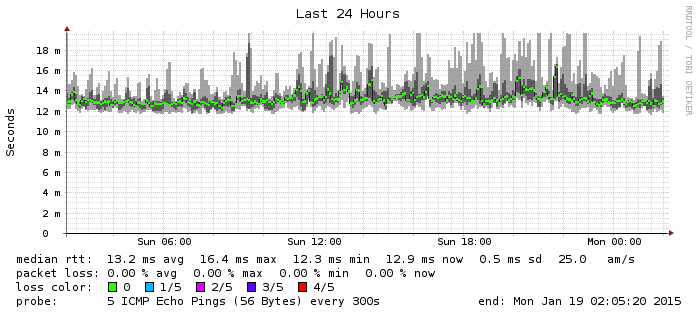 Last 24 Hours
RRDTOOL / TOBI OETIKER
Seconds
18 m
16 m
14 m
12 m
10 m
8 m
6 m
4 m
2 m
0
Sun 06:00 Sun 12:00 Sun 18:00 Mon 00:00
median rtt: 13.2 ms avg 16.4 ms max 12.3 ms min 12.9 ms now 0.5 ms sd 25.0 am/s
packet loss: 0.00 % avg 0.00 % max 0.00 % min 0.00 % now
loss color: 0 1/5 2/5 3/5 4/5
probe: 5 ICMP Echo Pings (56 Bytes) every 300s end: Mon Jan 19 02:05:20 2015